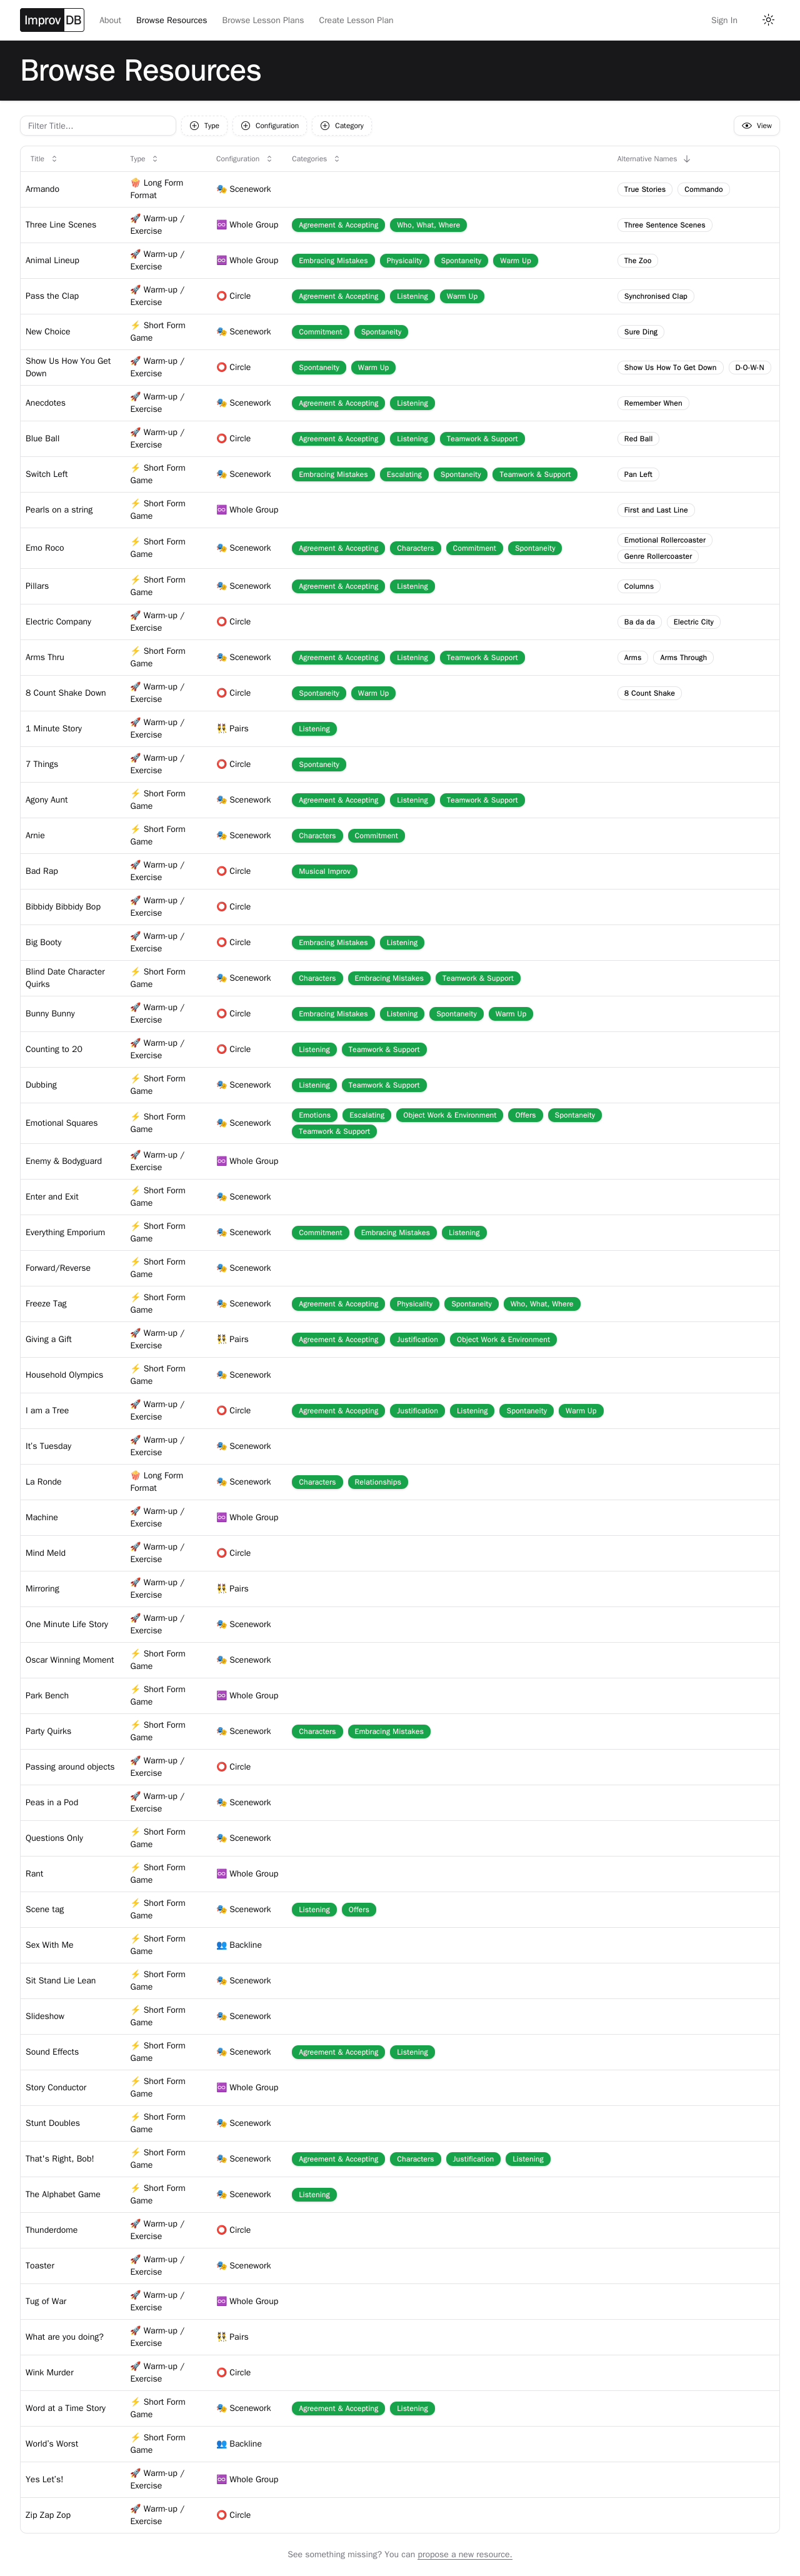 Improv DB About Browse Resources Browse Lesson Plans Create Lesson Plan Sign In
Browse Resources
Filter Title... Type Configuration Category View
Title Type Configuration Categories Alternative Names
Armando 🍿 Long Form Format 🎭 Scenework True Stories Commando
Three Line Scenes 🚀 Warm-up / Exercise ♾️ Whole Group Agreement & Accepting Who, What, Where Three Sentence Scenes
Animal Lineup 🚀 Warm-up / Exercise ♾️ Whole Group Embracing Mistakes Physicality Spontaneity Warm Up The Zoo
Pass the Clap 🚀 Warm-up / Exercise ⭕ Circle Agreement & Accepting Listening Warm Up Synchronised Clap
New Choice ⚡ Short Form Game 🎭 Scenework Commitment Spontaneity Sure Ding
Show Us How You Get Down 🚀 Warm-up / Exercise ⭕ Circle Spontaneity Warm Up Show Us How To Get Down D-O-W-N
Anecdotes 🚀 Warm-up / Exercise 🎭 Scenework Agreement & Accepting Listening Remember When
Blue Ball 🚀 Warm-up / Exercise ⭕ Circle Agreement & Accepting Listening Teamwork & Support Red Ball
Switch Left ⚡ Short Form Game 🎭 Scenework Embracing Mistakes Escalating Spontaneity Teamwork & Support Pan Left
Pearls on a string ⚡ Short Form Game ♾️ Whole Group First and Last Line
Emo Roco ⚡ Short Form Game 🎭 Scenework Agreement & Accepting Characters Commitment Spontaneity Emotional Rollercoaster Genre Rollercoaster
Pillars ⚡ Short Form Game 🎭 Scenework Agreement & Accepting Listening Columns
Electric Company 🚀 Warm-up / Exercise ⭕ Circle Ba da da Electric City
Arms Thru ⚡ Short Form Game 🎭 Scenework Agreement & Accepting Listening Teamwork & Support Arms Arms Through
8 Count Shake Down 🚀 Warm-up / Exercise ⭕ Circle Spontaneity Warm Up 8 Count Shake
1 Minute Story 🚀 Warm-up / Exercise 👯 Pairs Listening
7 Things 🚀 Warm-up / Exercise ⭕ Circle Spontaneity
Agony Aunt ⚡ Short Form Game 🎭 Scenework Agreement & Accepting Listening Teamwork & Support
Arnie ⚡ Short Form Game 🎭 Scenework Characters Commitment
Bad Rap 🚀 Warm-up / Exercise ⭕ Circle Musical Improv
Bibbidy Bibbidy Bop 🚀 Warm-up / Exercise ⭕ Circle
Big Booty 🚀 Warm-up / Exercise ⭕ Circle Embracing Mistakes Listening
Blind Date Character Quirks ⚡ Short Form Game 🎭 Scenework Characters Embracing Mistakes Teamwork & Support
Bunny Bunny 🚀 Warm-up / Exercise ⭕ Circle Embracing Mistakes Listening Spontaneity Warm Up
Counting to 20 🚀 Warm-up / Exercise ⭕ Circle Listening Teamwork & Support
Dubbing ⚡ Short Form Game 🎭 Scenework Listening Teamwork & Support
Emotional Squares ⚡ Short Form Game 🎭 Scenework Emotions Escalating Object Work & Environment Offers Spontaneity Teamwork & Support
Enemy & Bodyguard 🚀 Warm-up / Exercise ♾️ Whole Group
Enter and Exit ⚡ Short Form Game 🎭 Scenework
Everything Emporium ⚡ Short Form Game 🎭 Scenework Commitment Embracing Mistakes Listening
Forward/Reverse ⚡ Short Form Game 🎭 Scenework
Freeze Tag ⚡ Short Form Game 🎭 Scenework Agreement & Accepting Physicality Spontaneity Who, What, Where
Giving a Gift 🚀 Warm-up / Exercise 👯 Pairs Agreement & Accepting Justification Object Work & Environment
Household Olympics ⚡ Short Form Game 🎭 Scenework
I am a Tree 🚀 Warm-up / Exercise ⭕ Circle Agreement & Accepting Justification Listening Spontaneity Warm Up
It's Tuesday 🚀 Warm-up / Exercise 🎭 Scenework
La Ronde 🍿 Long Form Format 🎭 Scenework Characters Relationships
Machine 🚀 Warm-up / Exercise ♾️ Whole Group
Mind Meld 🚀 Warm-up / Exercise ⭕ Circle
Mirroring 🚀 Warm-up / Exercise 👯 Pairs
One Minute Life Story 🚀 Warm-up / Exercise 🎭 Scenework
Oscar Winning Moment ⚡ Short Form Game 🎭 Scenework
Park Bench ⚡ Short Form Game ♾️ Whole Group
Party Quirks ⚡ Short Form Game 🎭 Scenework Characters Embracing Mistakes
Passing around objects 🚀 Warm-up / Exercise ⭕ Circle
Peas in a Pod 🚀 Warm-up / Exercise 🎭 Scenework
Questions Only ⚡ Short Form Game 🎭 Scenework
Rant ⚡ Short Form Game ♾️ Whole Group
Scene tag ⚡ Short Form Game 🎭 Scenework Listening Offers
Sex With Me ⚡ Short Form Game 👥 Backline
Sit Stand Lie Lean ⚡ Short Form Game 🎭 Scenework
Slideshow ⚡ Short Form Game 🎭 Scenework
Sound Effects ⚡ Short Form Game 🎭 Scenework Agreement & Accepting Listening
Story Conductor ⚡ Short Form Game ♾️ Whole Group
Stunt Doubles ⚡ Short Form Game 🎭 Scenework
That's Right, Bob! ⚡ Short Form Game 🎭 Scenework Agreement & Accepting Characters Justification Listening
The Alphabet Game ⚡ Short Form Game 🎭 Scenework Listening
Thunderdome 🚀 Warm-up / Exercise ⭕ Circle
Toaster 🚀 Warm-up / Exercise 🎭 Scenework
Tug of War 🚀 Warm-up / Exercise ♾️ Whole Group
What are you doing? 🚀 Warm-up / Exercise 👯 Pairs
Wink Murder 🚀 Warm-up / Exercise ⭕ Circle
Word at a Time Story ⚡ Short Form Game 🎭 Scenework Agreement & Accepting Listening
World's Worst ⚡ Short Form Game 👥 Backline
Yes Let's! 🚀 Warm-up / Exercise ♾️ Whole Group
Zip Zap Zop 🚀 Warm-up / Exercise ⭕ Circle
See something missing? You can propose a new resource.